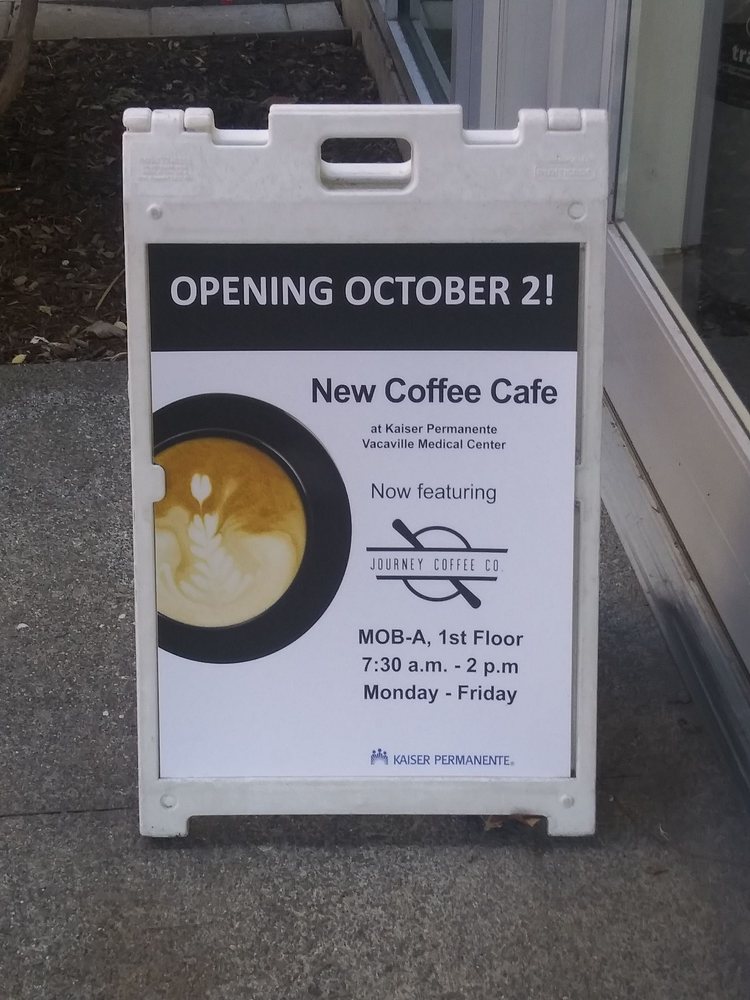 OPENING OCTOBER 2!
New Coffee Cafe
at Kaiser Permanente
Vacaville Medical Center
Now featuring
JOURNEY COFFEE CO.
MOB-A, 1st Floor
7:30 a.m. - 2 p.m
Monday - Friday
KAISER PERMANENTE®